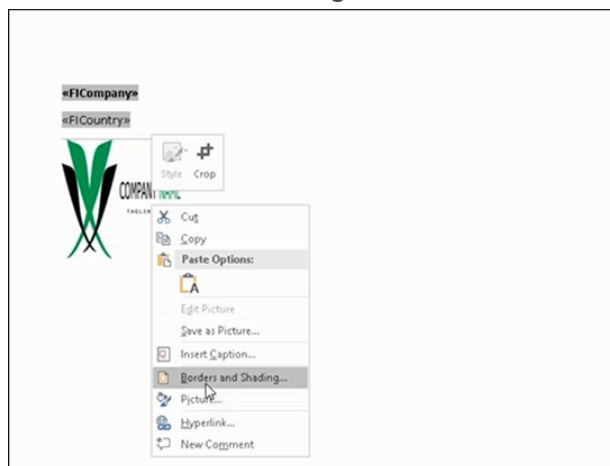 «FICompany»
«FICountry»
Style Crop
COMPANY NAME
Cut
Copy
Paste Options:
A
Edit Picture
Save as Picture...
Insert Caption...
Borders and Shading...
Picture...
Hyperlink...
New Comment